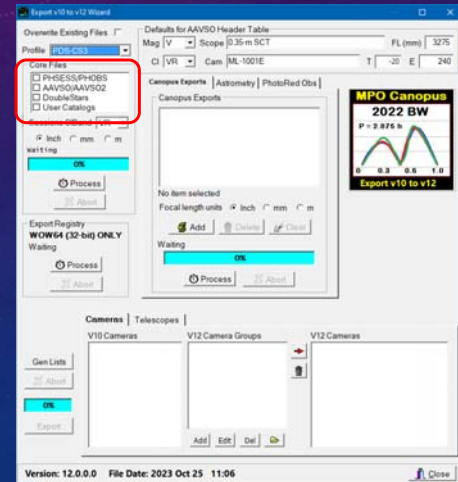 Export v10 to v12 Wizard
Overwrite Existing Files
Profile PDS-CS3
Core Files
PHSESS/PHOBS
AAVSO/AAVSO2
DoubleStars
User Catalogs
VR
Inch mm m
Waiting
0%
Process
Abort
Export Registry
WOW64 (32-bit) ONLY
Waiting
Process
Abort
Defaults for AAVSO Header Table
Mag V Scope 0.35-m SCT FL (mm) 3275
CI VR Cam ML-1001E T -20 E 240
Canopus Exports Astrometry PhotoRed Obs
Canopus Exports
No item selected
Focal length units Inch mm m
Add Delete Clear
Waiting
0%
Process Abort
MPO Canopus
2022 BW
P = 2.875 h
0 0.3 0.6 1.0
Export v10 to v12
Cameras Telescopes
V10 Cameras V12 Camera Groups V12 Cameras
Gen Lists
Abort
0%
Export
Add Edit Del
Version: 12.0.0.0 File Date: 2023 Oct 25 11:06
Close